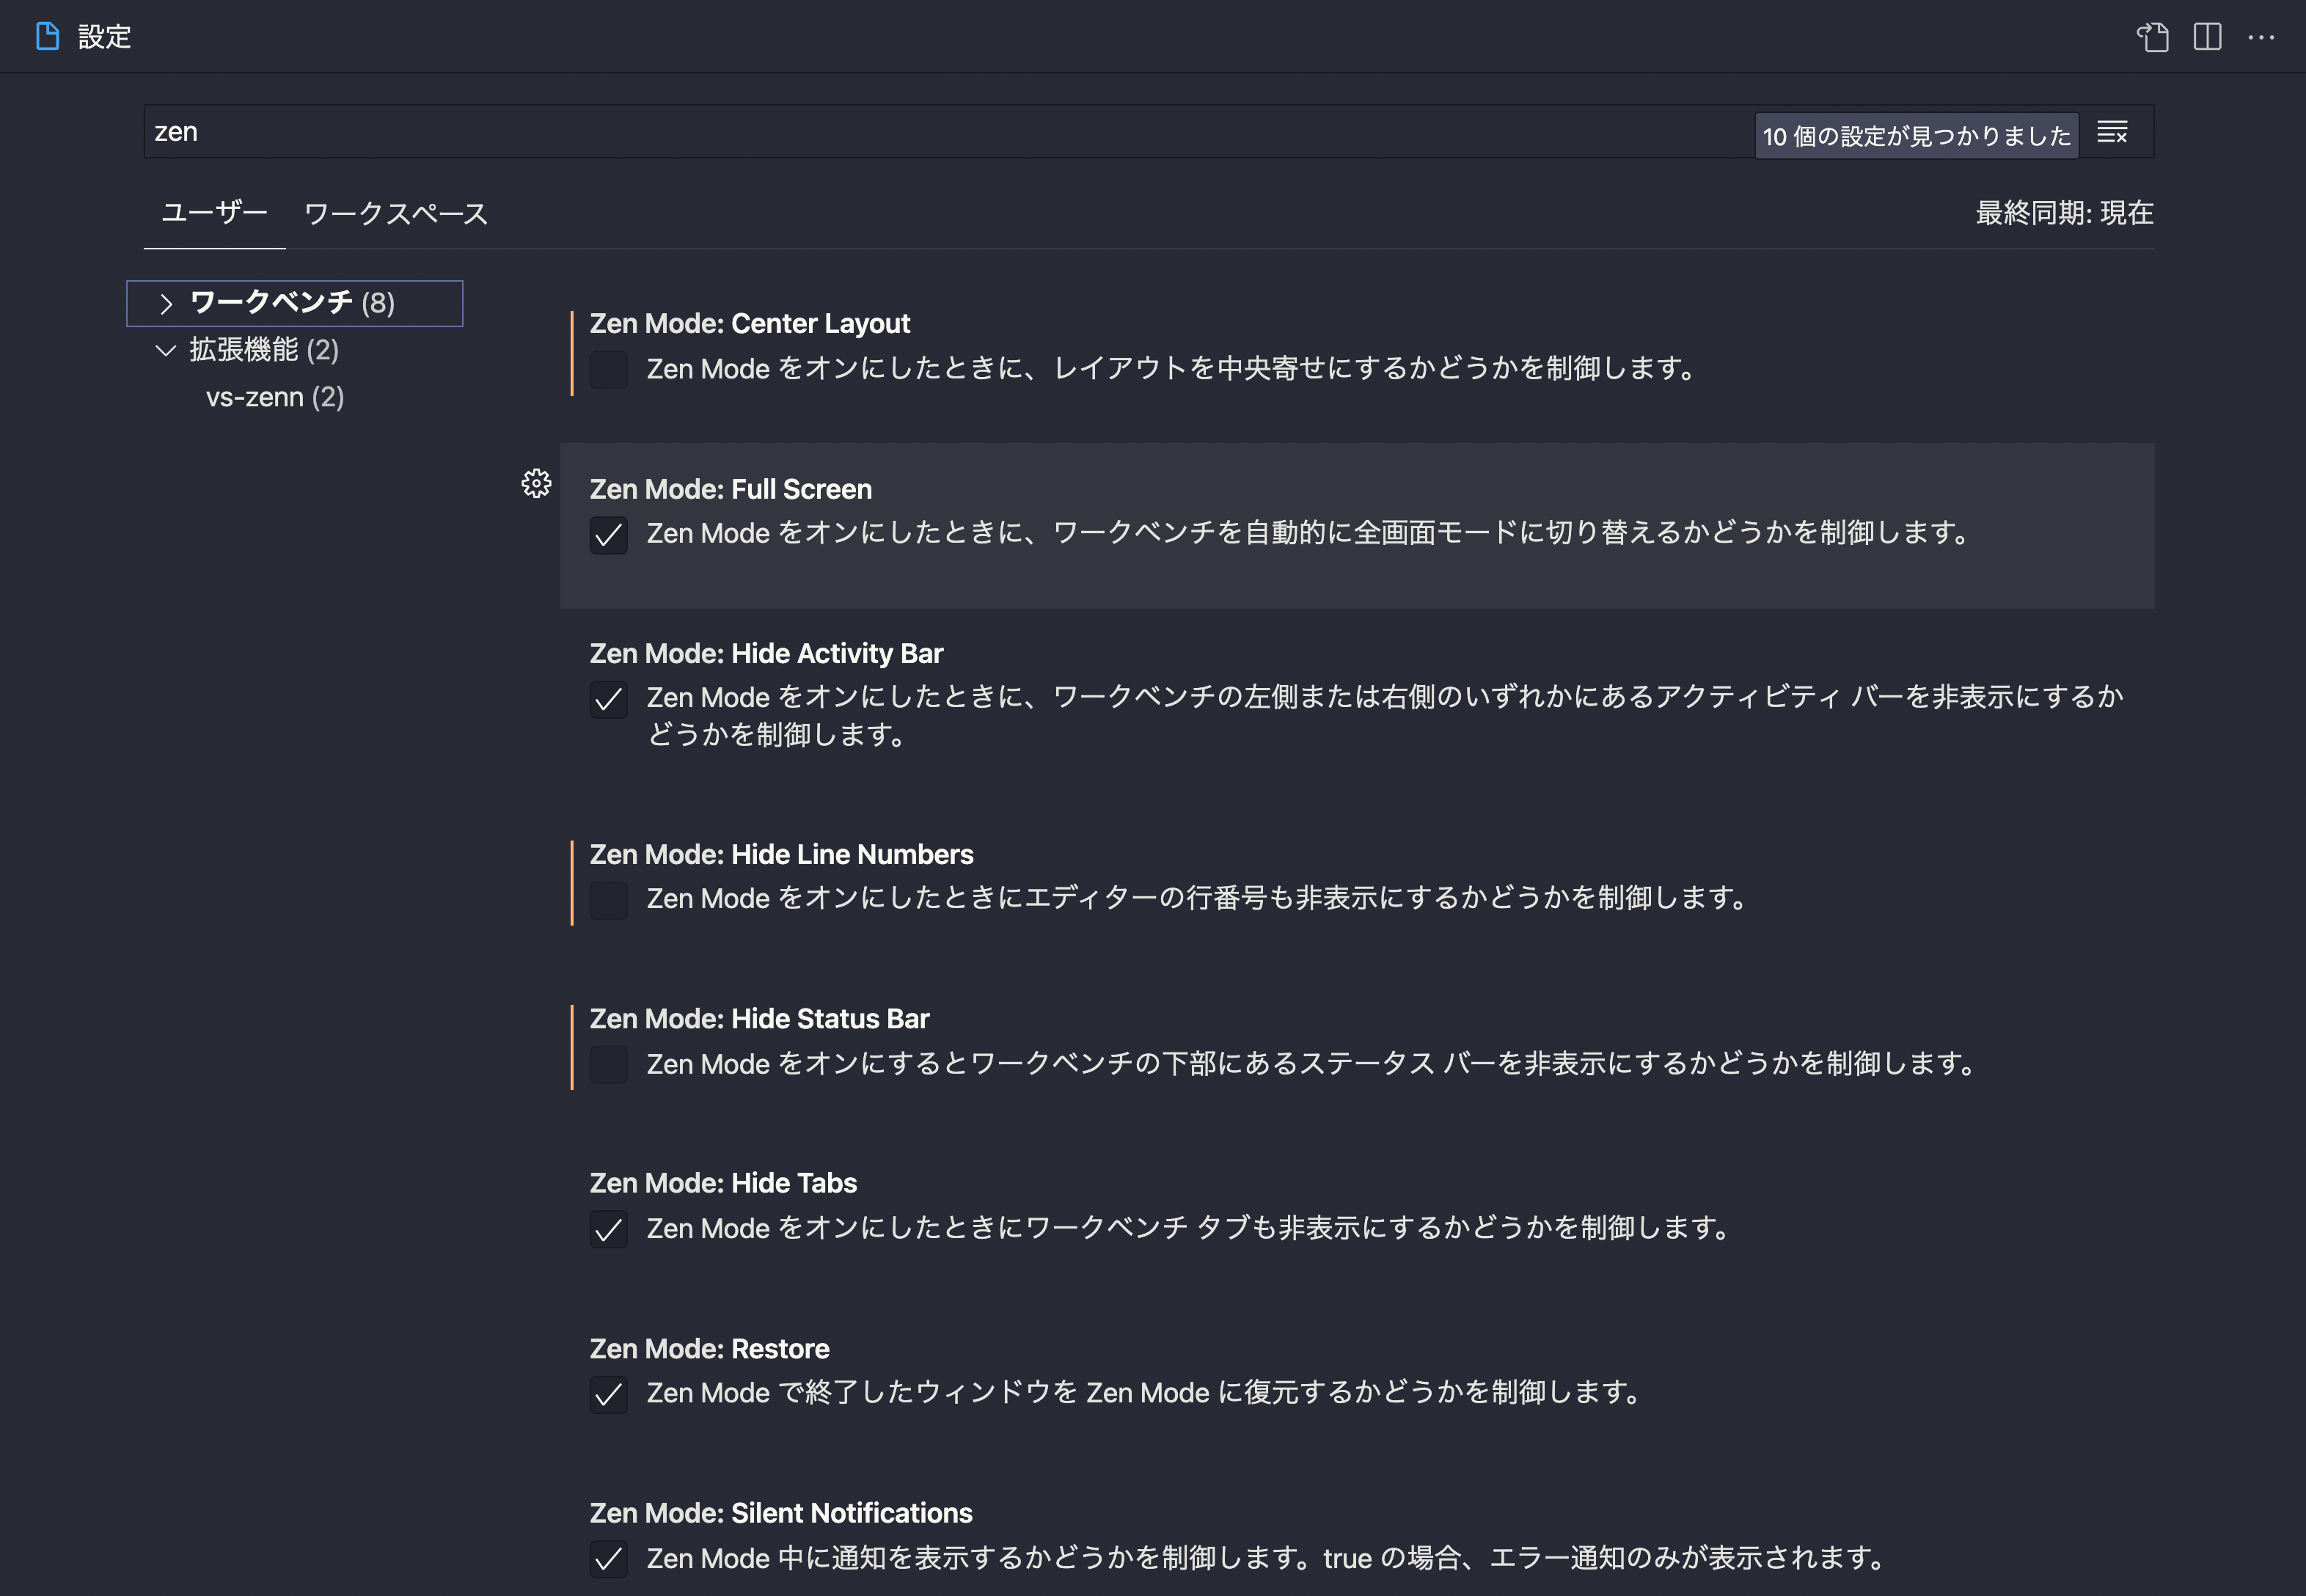 設定
zen
10 個の設定が見つかりました
ユーザー ワークスペース
最終同期: 現在
ワークベンチ (8)
拡張機能 (2)
vs-zenn (2)
Zen Mode: Center Layout
Zen Mode をオンにしたときに、レイアウトを中央寄せにするかどうかを制御します。
Zen Mode: Full Screen
Zen Mode をオンにしたときに、ワークベンチを自動的に全画面モードに切り替えるかどうかを制御します。
Zen Mode: Hide Activity Bar
Zen Mode をオンにしたときに、ワークベンチの左側または右側のいずれかにあるアクティビティ バーを非表示にするか
どうかを制御します。
Zen Mode: Hide Line Numbers
Zen Mode をオンにしたときにエディターの行番号も非表示にするかどうかを制御します。
Zen Mode: Hide Status Bar
Zen Mode をオンにするとワークベンチの下部にあるステータス バーを非表示にするかどうかを制御します。
Zen Mode: Hide Tabs
Zen Mode をオンにしたときにワークベンチ タブも非表示にするかどうかを制御します。
Zen Mode: Restore
Zen Mode で終了したウィンドウを Zen Mode に復元するかどうかを制御します。
Zen Mode: Silent Notifications
Zen Mode 中に通知を表示するかどうかを制御します。true の場合、エラー通知のみが表示されます。